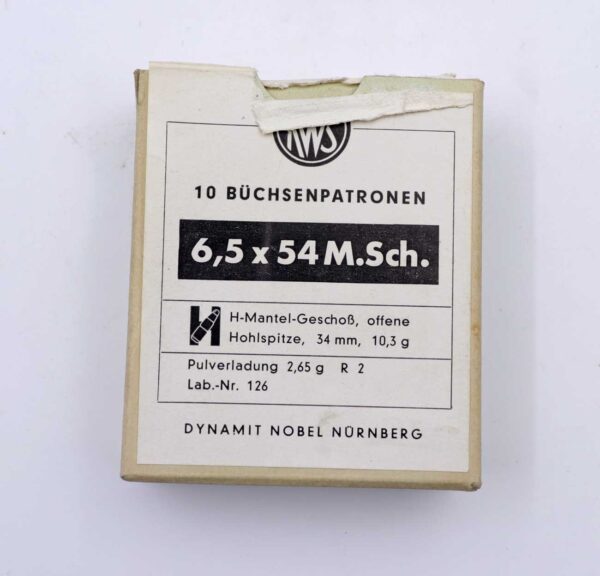 RWS
10 BÜCHSENPATRONEN
6,5 x 54 M.Sch.
H
H-Mantel-Geschoß, offene
Hohlspitze, 34 mm, 10,3 g
Pulverladung 2,65 g R 2
Lab.-Nr. 126
DYNAMIT NOBEL NÜRNBERG